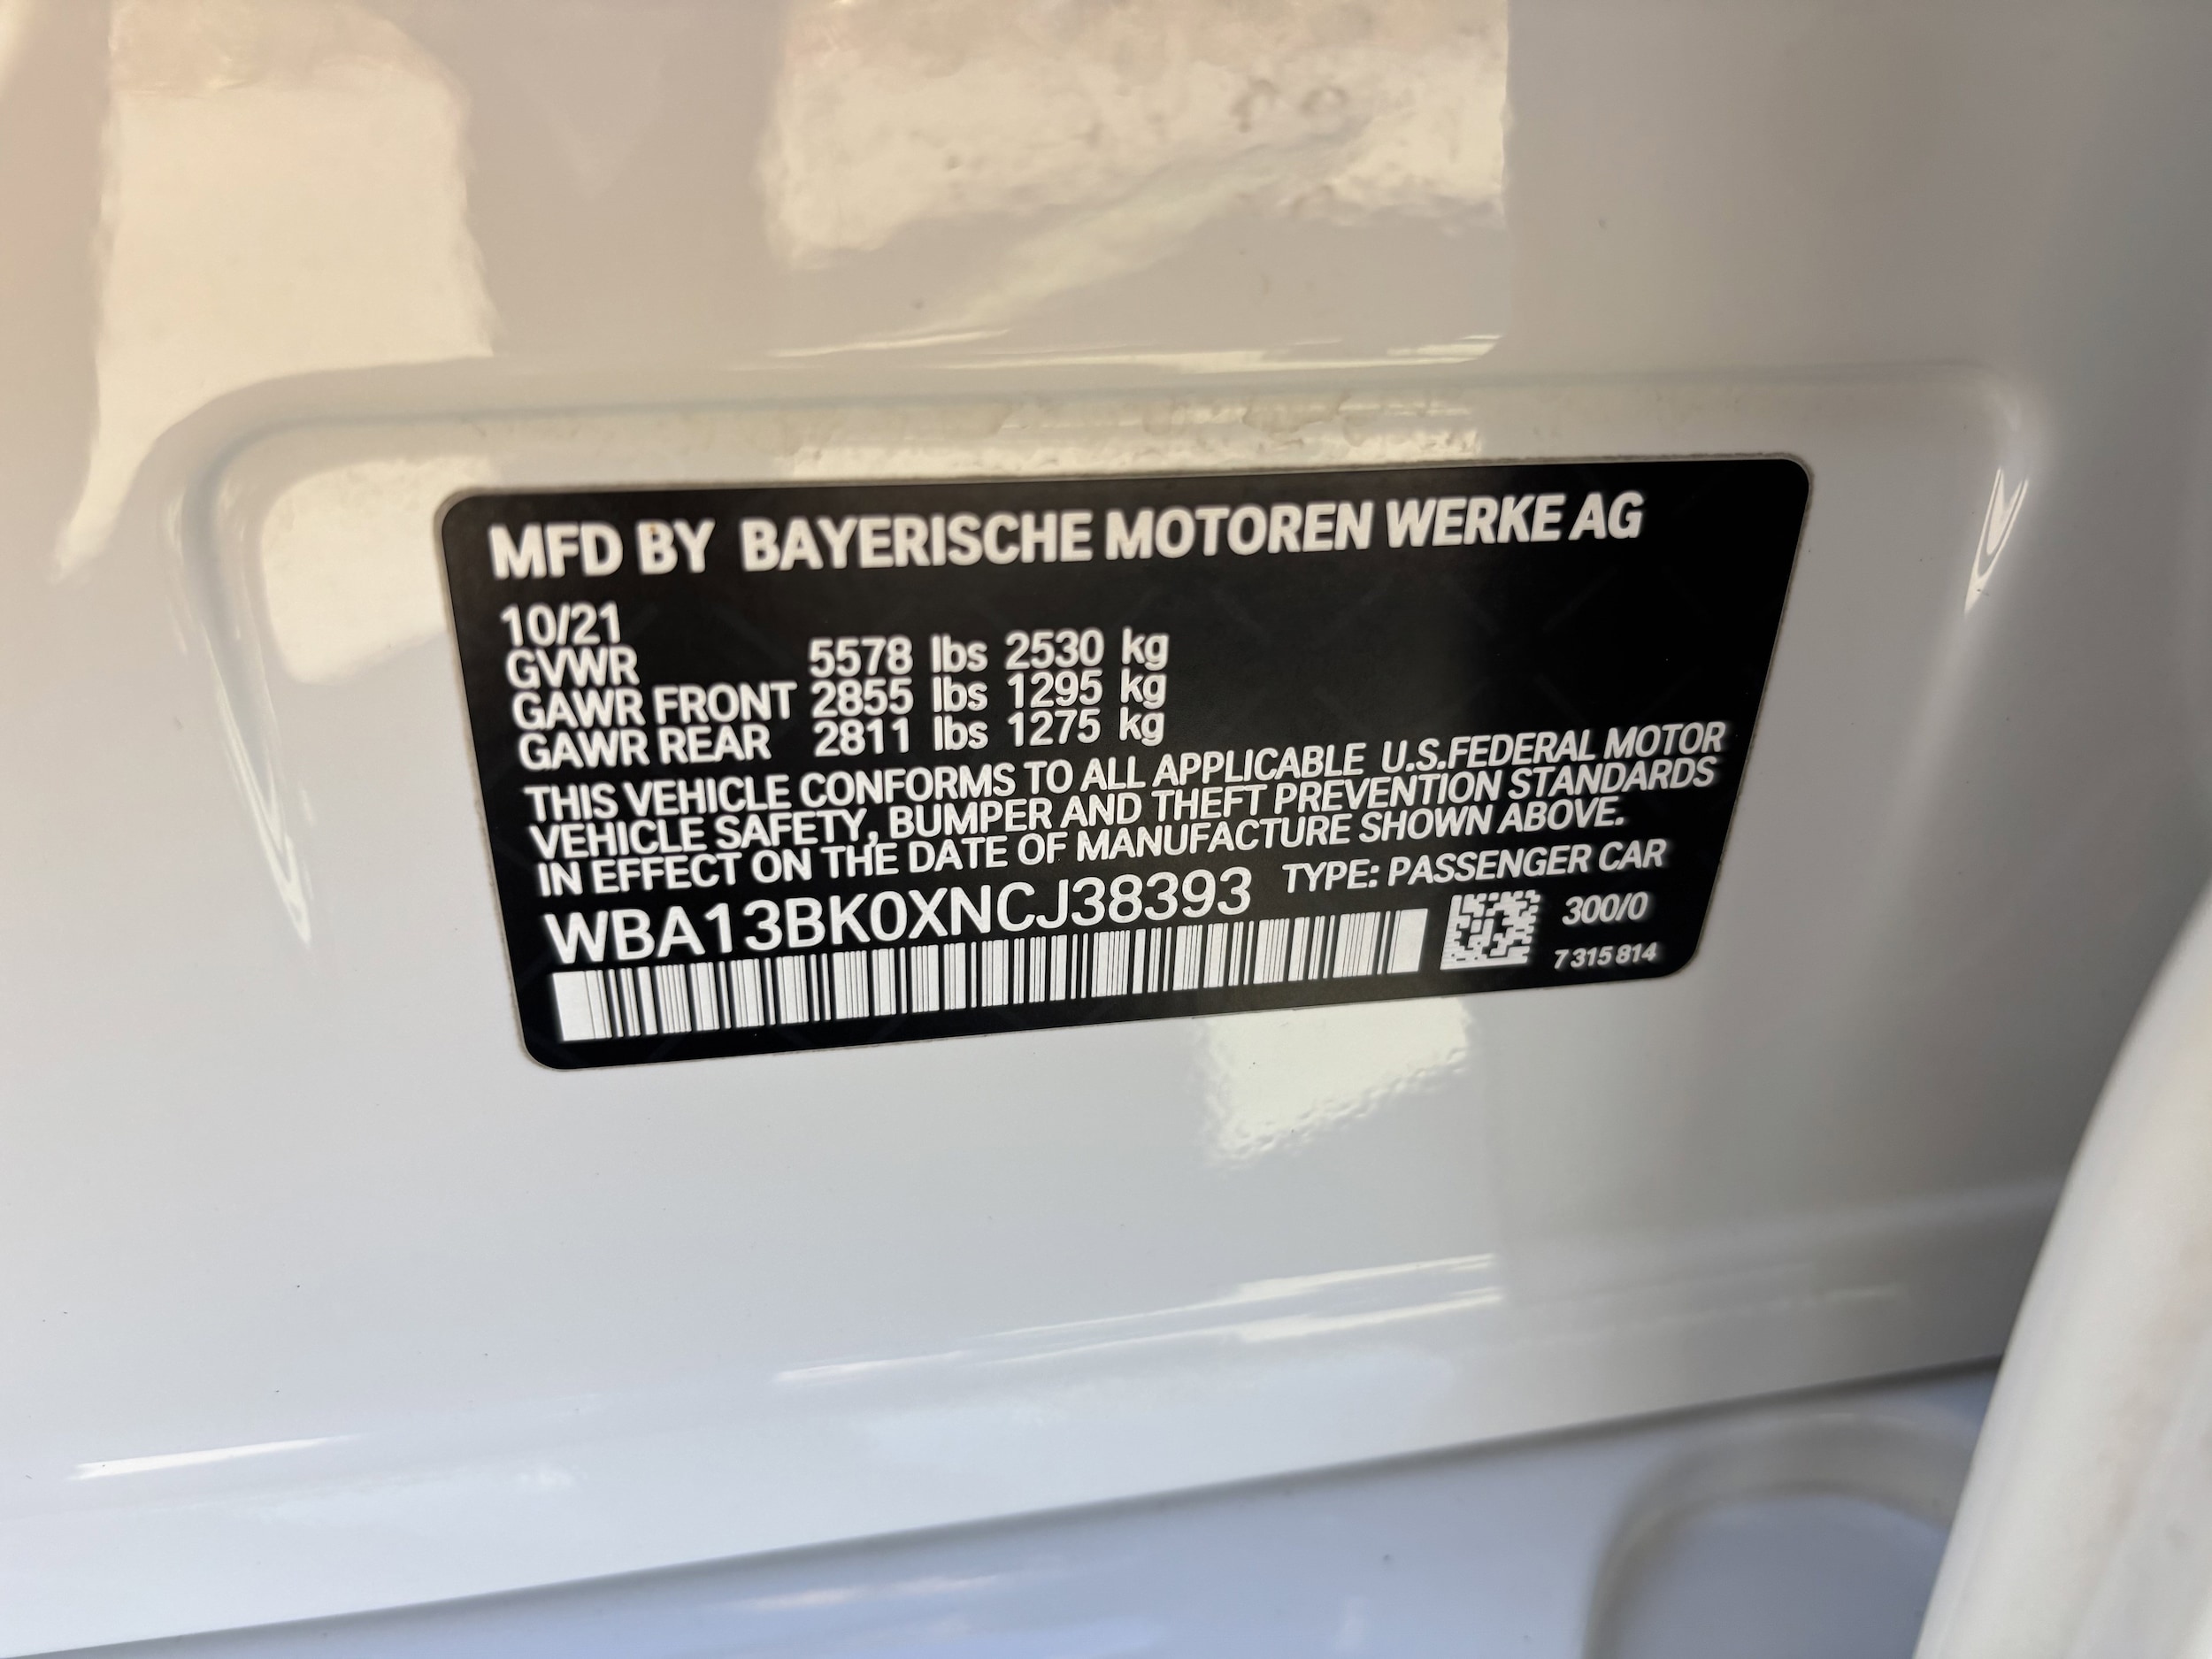 MFD BY BAYERISCHE MOTOREN WERKE AG
10/21
GVWR 5578 lbs 2530 kg
GAWR FRONT 2855 lbs 1295 kg
GAWR REAR 2811 lbs 1275 kg
THIS VEHICLE CONFORMS TO ALL APPLICABLE U.S.FEDERAL MOTOR
VEHICLE SAFETY, BUMPER AND THEFT PREVENTION STANDARDS
IN EFFECT ON THE DATE OF MANUFACTURE SHOWN ABOVE.
WBA13BK0XNCJ38393 TYPE: PASSENGER CAR
300/0
7 315 814